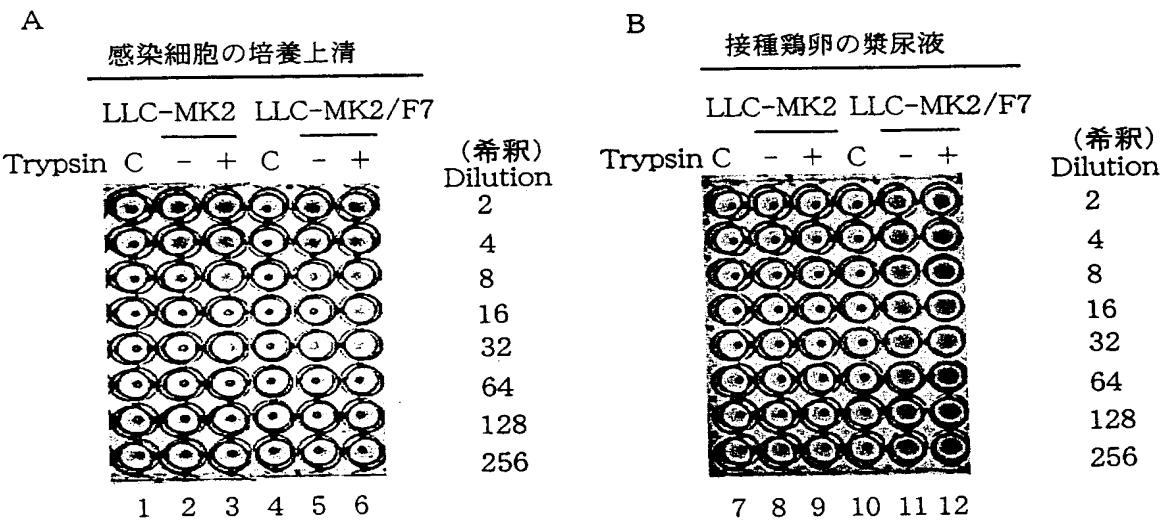 A
感染細胞の培養上清
LLC-MK2 LLC-MK2/F7
Trypsin C - + C - +
(希釈)
Dilution
2
4
8
16
32
64
128
256
1 2 3 4 5 6
B
接種鶏卵の漿尿液
LLC-MK2 LLC-MK2/F7
Trypsin C - + C - +
(希釈)
Dilution
2
4
8
16
32
64
128
256
7 8 9 10 11 12